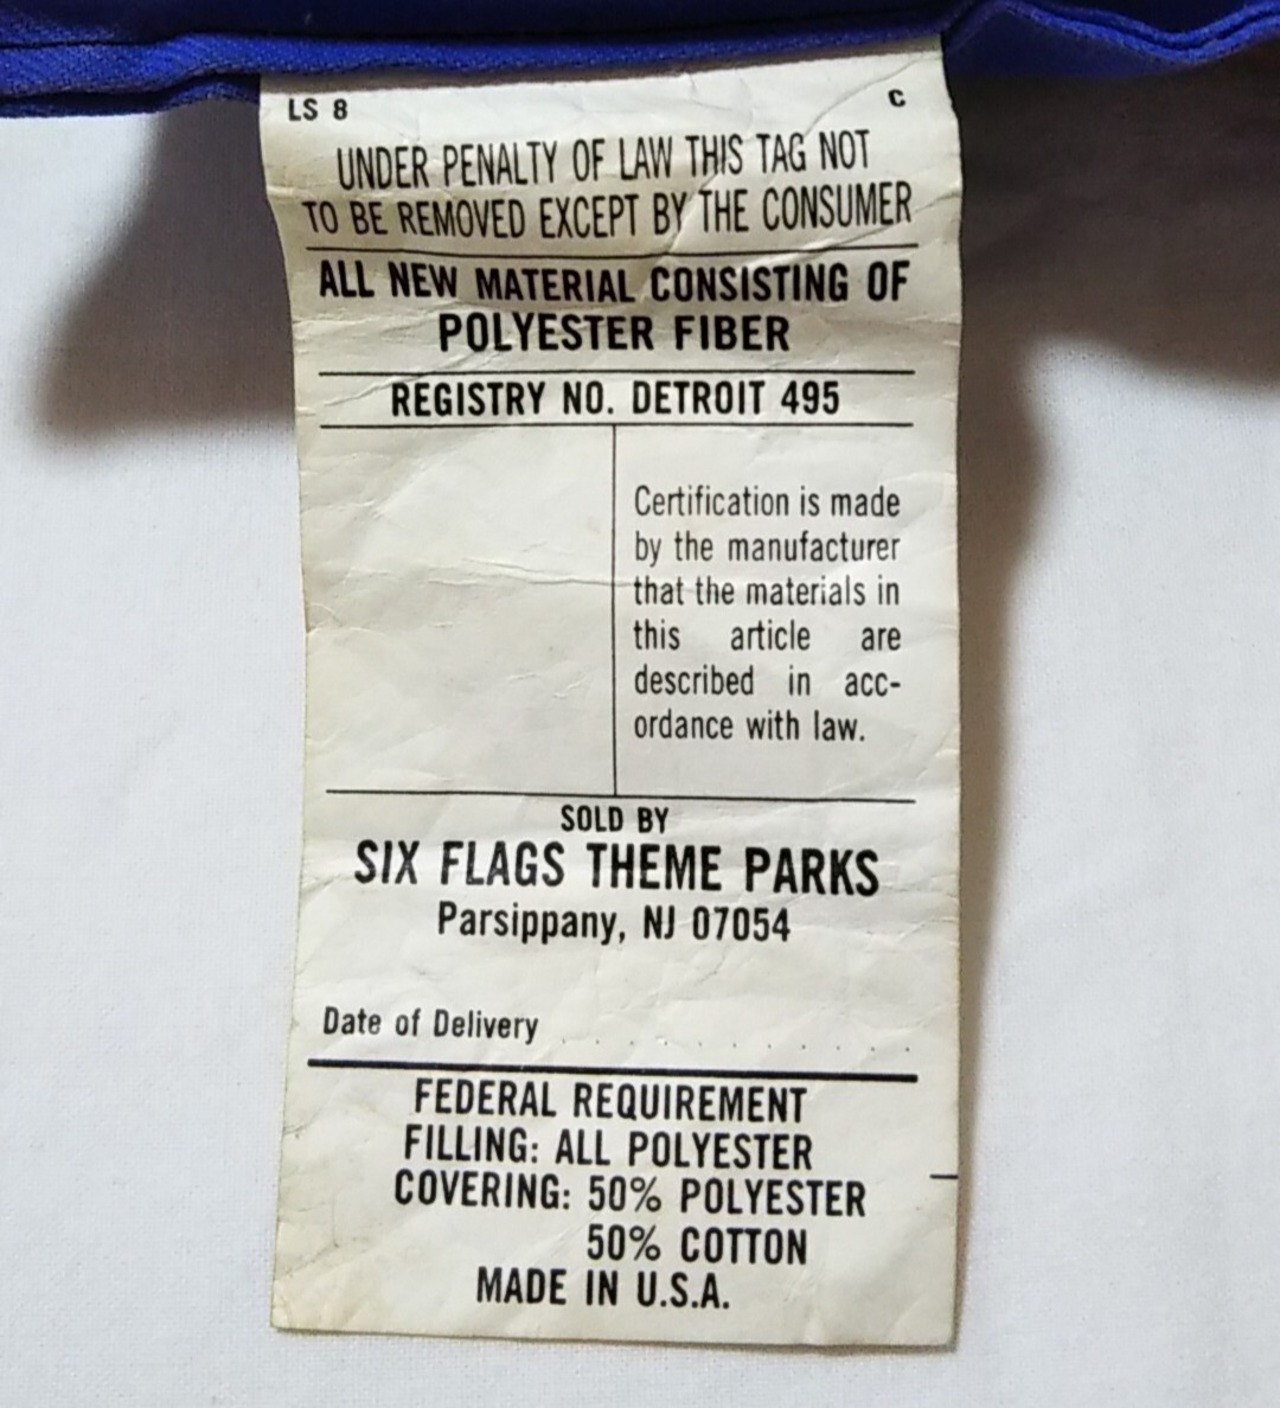 LS 8 C
UNDER PENALTY OF LAW THIS TAG NOT
TO BE REMOVED EXCEPT BY THE CONSUMER
ALL NEW MATERIAL CONSISTING OF
POLYESTER FIBER
REGISTRY NO. DETROIT 495
Certification is made
by the manufacturer
that the materials in
this article are
described in acc-
ordance with law.
SOLD BY
SIX FLAGS THEME PARKS
Parsippany, NJ 07054
Date of Delivery . . . . . . . . . .
FEDERAL REQUIREMENT
FILLING: ALL POLYESTER
COVERING: 50% POLYESTER
50% COTTON
MADE IN U.S.A.